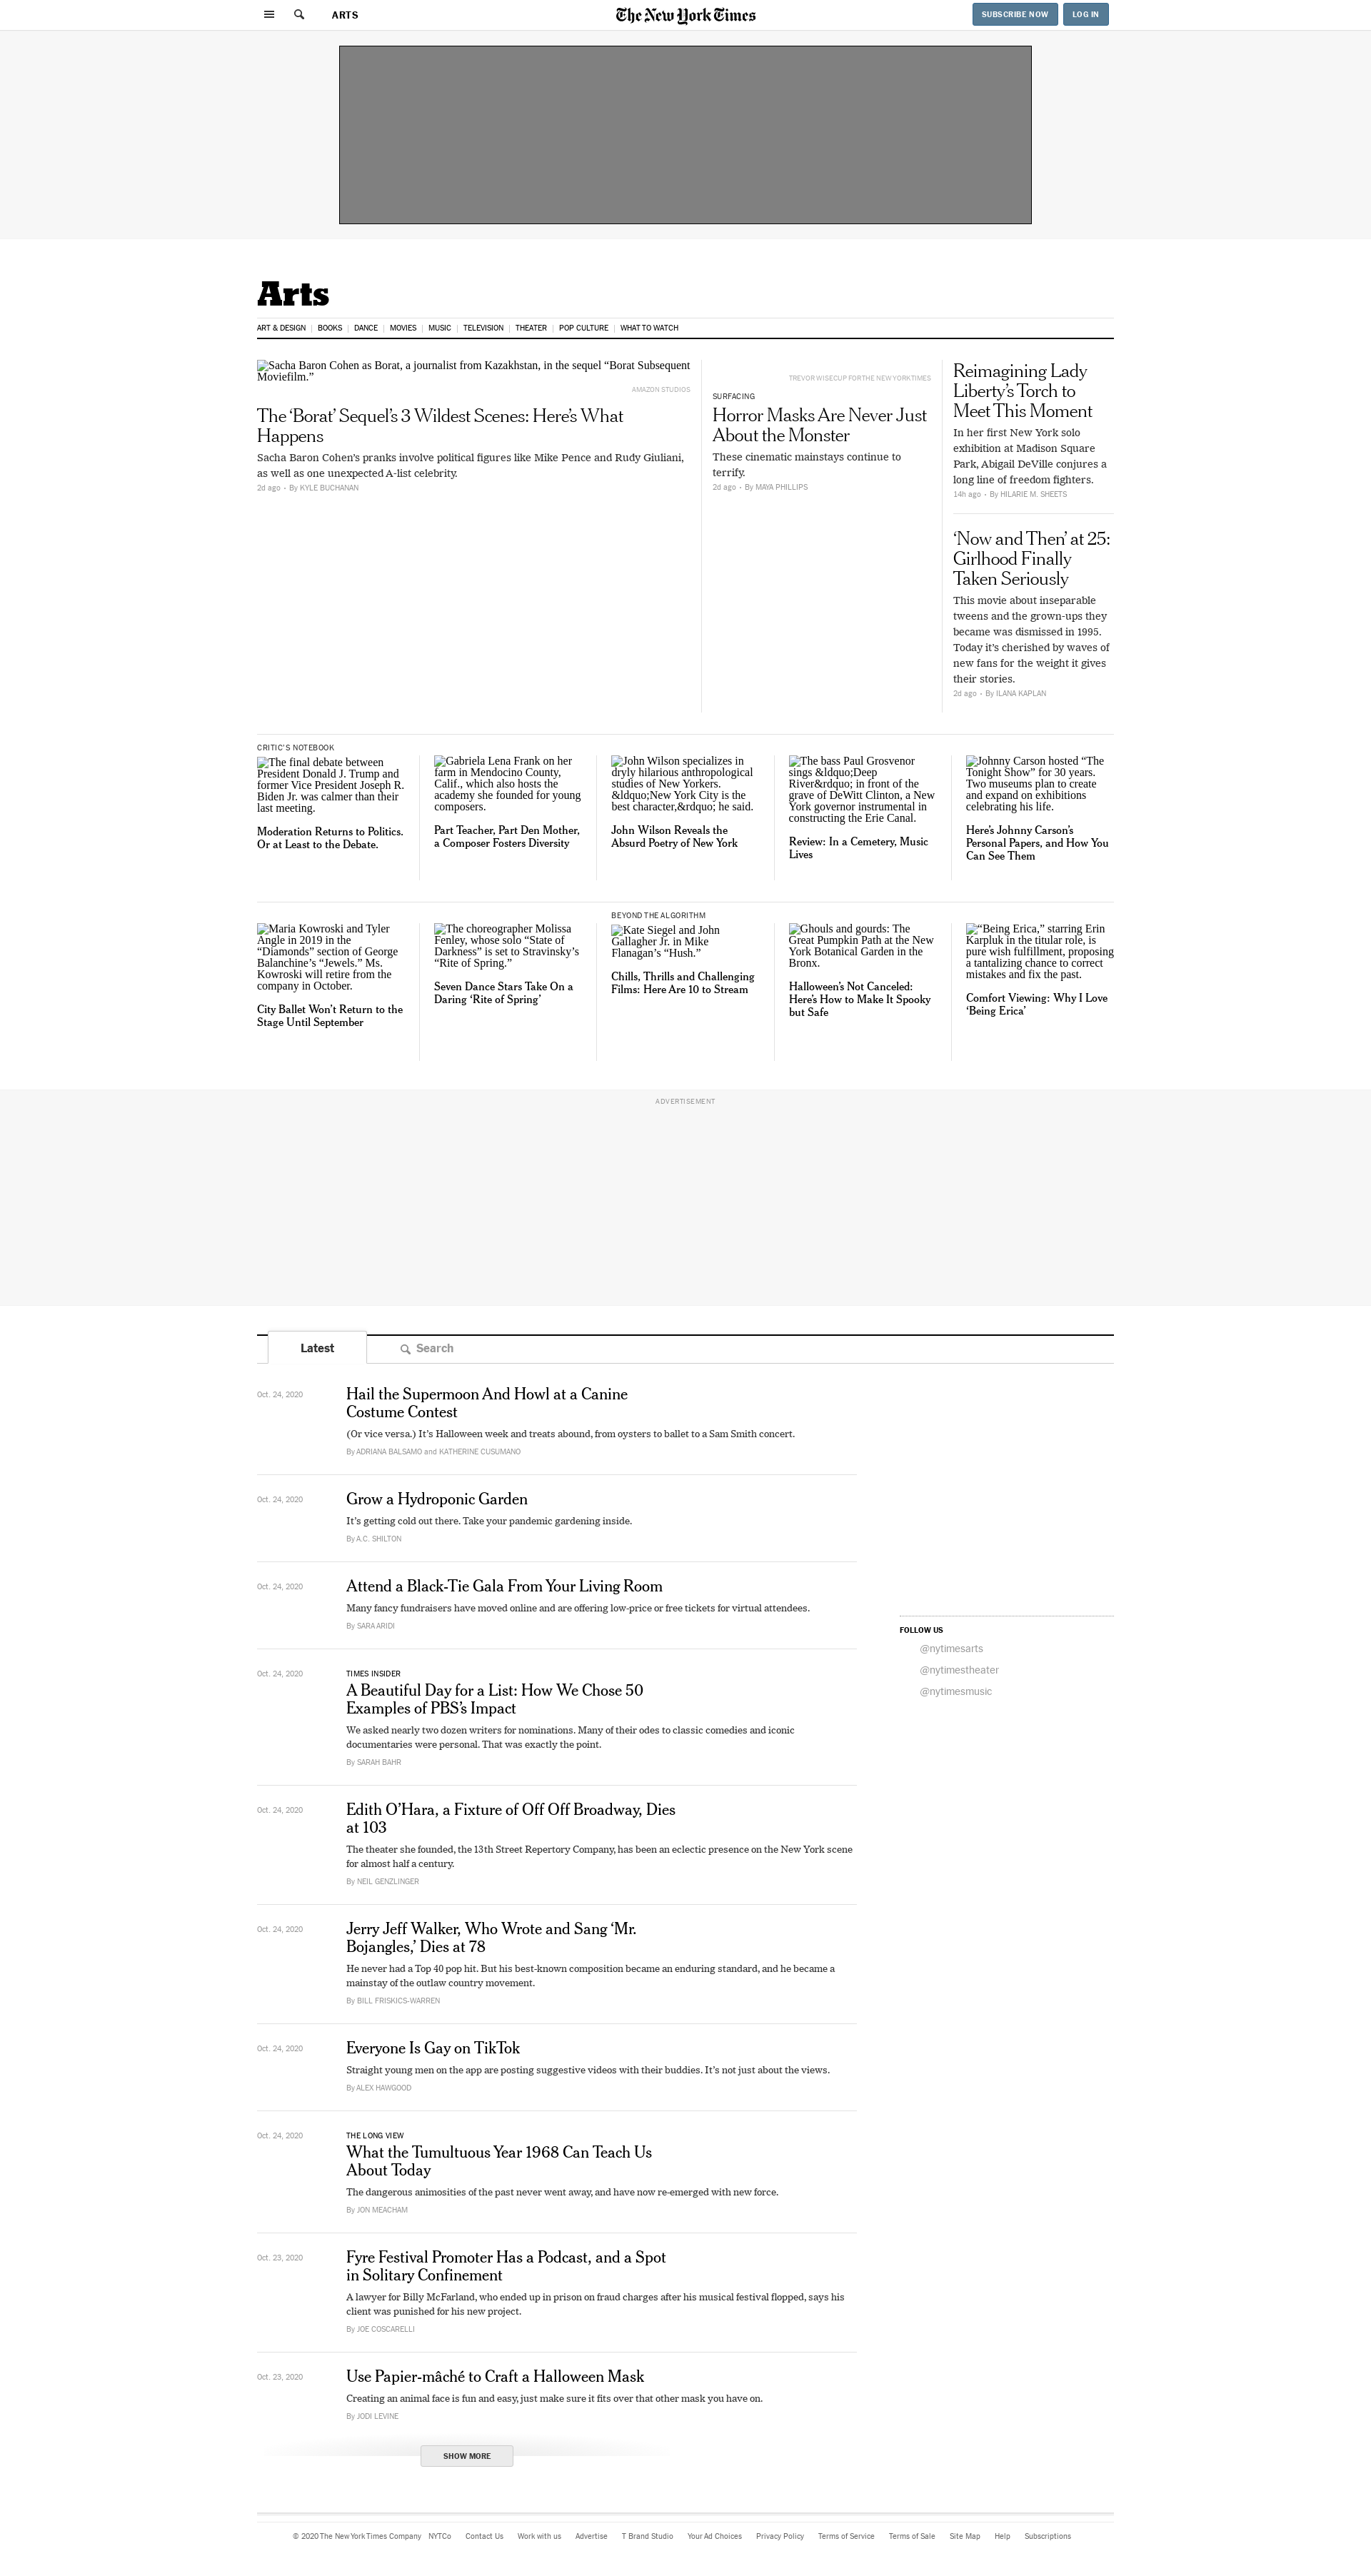 ARTS
The New York Times
SUBSCRIBE NOW
LOG IN
Arts
ART & DESIGN
BOOKS
DANCE
MOVIES
MUSIC
TELEVISION
THEATER
POP CULTURE
WHAT TO WATCH
Sacha Baron Cohen as Borat, a journalist from Kazakhstan, in the sequel “Borat Subsequent
Moviefilm.”
AMAZON STUDIOS
The ‘Borat’ Sequel’s 3 Wildest Scenes: Here’s What
Happens
Sacha Baron Cohen’s pranks involve political figures like Mike Pence and Rudy Giuliani,
as well as one unexpected A-list celebrity.
2d ago • By KYLE BUCHANAN
TREVOR WISECUP FOR THE NEW YORK TIMES
SURFACING
Horror Masks Are Never Just
About the Monster
These cinematic mainstays continue to
terrify.
2d ago • By MAYA PHILLIPS
Reimagining Lady
Liberty’s Torch to
Meet This Moment
In her first New York solo
exhibition at Madison Square
Park, Abigail DeVille conjures a
long line of freedom fighters.
14h ago • By HILARIE M. SHEETS
‘Now and Then’ at 25:
Girlhood Finally
Taken Seriously
This movie about inseparable
tweens and the grown-ups they
became was dismissed in 1995.
Today it’s cherished by waves of
new fans for the weight it gives
their stories.
2d ago • By ILANA KAPLAN
CRITIC’S NOTEBOOK
The final debate between
President Donald J. Trump and
former Vice President Joseph R.
Biden Jr. was calmer than their
last meeting.
Moderation Returns to Politics.
Or at Least to the Debate.
Gabriela Lena Frank on her
farm in Mendocino County,
Calif., which also hosts the
academy she founded for young
composers.
Part Teacher, Part Den Mother,
a Composer Fosters Diversity
John Wilson specializes in
dryly hilarious anthropological
studies of New Yorkers.
&ldquo;New York City is the
best character,&rdquo; he said.
John Wilson Reveals the
Absurd Poetry of New York
The bass Paul Grosvenor
sings &ldquo;Deep
River&rdquo; in front of the
grave of DeWitt Clinton, a New
York governor instrumental in
constructing the Erie Canal.
Review: In a Cemetery, Music
Lives
Johnny Carson hosted “The
Tonight Show” for 30 years.
Two museums plan to create
and expand on exhibitions
celebrating his life.
Here’s Johnny Carson’s
Personal Papers, and How You
Can See Them
Maria Kowroski and Tyler
Angle in 2019 in the
“Diamonds” section of George
Balanchine’s “Jewels.” Ms.
Kowroski will retire from the
company in October.
City Ballet Won’t Return to the
Stage Until September
The choreographer Molissa
Fenley, whose solo “State of
Darkness” is set to Stravinsky’s
“Rite of Spring.”
Seven Dance Stars Take On a
Daring ‘Rite of Spring’
BEYOND THE ALGORITHM
Kate Siegel and John
Gallagher Jr. in Mike
Flanagan’s “Hush.”
Chills, Thrills and Challenging
Films: Here Are 10 to Stream
Ghouls and gourds: The
Great Pumpkin Path at the New
York Botanical Garden in the
Bronx.
Halloween’s Not Canceled:
Here’s How to Make It Spooky
but Safe
“Being Erica,” starring Erin
Karpluk in the titular role, is
pure wish fulfillment, proposing
a tantalizing chance to correct
mistakes and fix the past.
Comfort Viewing: Why I Love
‘Being Erica’
ADVERTISEMENT
Latest
Search
Oct. 24, 2020
Hail the Supermoon And Howl at a Canine
Costume Contest
(Or vice versa.) It’s Halloween week and treats abound, from oysters to ballet to a Sam Smith concert.
By ADRIANA BALSAMO and KATHERINE CUSUMANO
Oct. 24, 2020
Grow a Hydroponic Garden
It’s getting cold out there. Take your pandemic gardening inside.
By A.C. SHILTON
Oct. 24, 2020
Attend a Black-Tie Gala From Your Living Room
Many fancy fundraisers have moved online and are offering low-price or free tickets for virtual attendees.
By SARA ARIDI
Oct. 24, 2020
TIMES INSIDER
A Beautiful Day for a List: How We Chose 50
Examples of PBS’s Impact
We asked nearly two dozen writers for nominations. Many of their odes to classic comedies and iconic
documentaries were personal. That was exactly the point.
By SARAH BAHR
Oct. 24, 2020
Edith O’Hara, a Fixture of Off Off Broadway, Dies
at 103
The theater she founded, the 13th Street Repertory Company, has been an eclectic presence on the New York scene
for almost half a century.
By NEIL GENZLINGER
Oct. 24, 2020
Jerry Jeff Walker, Who Wrote and Sang ‘Mr.
Bojangles,’ Dies at 78
He never had a Top 40 pop hit. But his best-known composition became an enduring standard, and he became a
mainstay of the outlaw country movement.
By BILL FRISKICS-WARREN
Oct. 24, 2020
Everyone Is Gay on TikTok
Straight young men on the app are posting suggestive videos with their buddies. It’s not just about the views.
By ALEX HAWGOOD
Oct. 24, 2020
THE LONG VIEW
What the Tumultuous Year 1968 Can Teach Us
About Today
The dangerous animosities of the past never went away, and have now re-emerged with new force.
By JON MEACHAM
Oct. 23, 2020
Fyre Festival Promoter Has a Podcast, and a Spot
in Solitary Confinement
A lawyer for Billy McFarland, who ended up in prison on fraud charges after his musical festival flopped, says his
client was punished for his new project.
By JOE COSCARELLI
Oct. 23, 2020
Use Papier-mâché to Craft a Halloween Mask
Creating an animal face is fun and easy, just make sure it fits over that other mask you have on.
By JODI LEVINE
SHOW MORE
FOLLOW US
@nytimesarts
@nytimestheater
@nytimesmusic
© 2020 The New York Times Company
NYTCo
Contact Us
Work with us
Advertise
T Brand Studio
Your Ad Choices
Privacy Policy
Terms of Service
Terms of Sale
Site Map
Help
Subscriptions